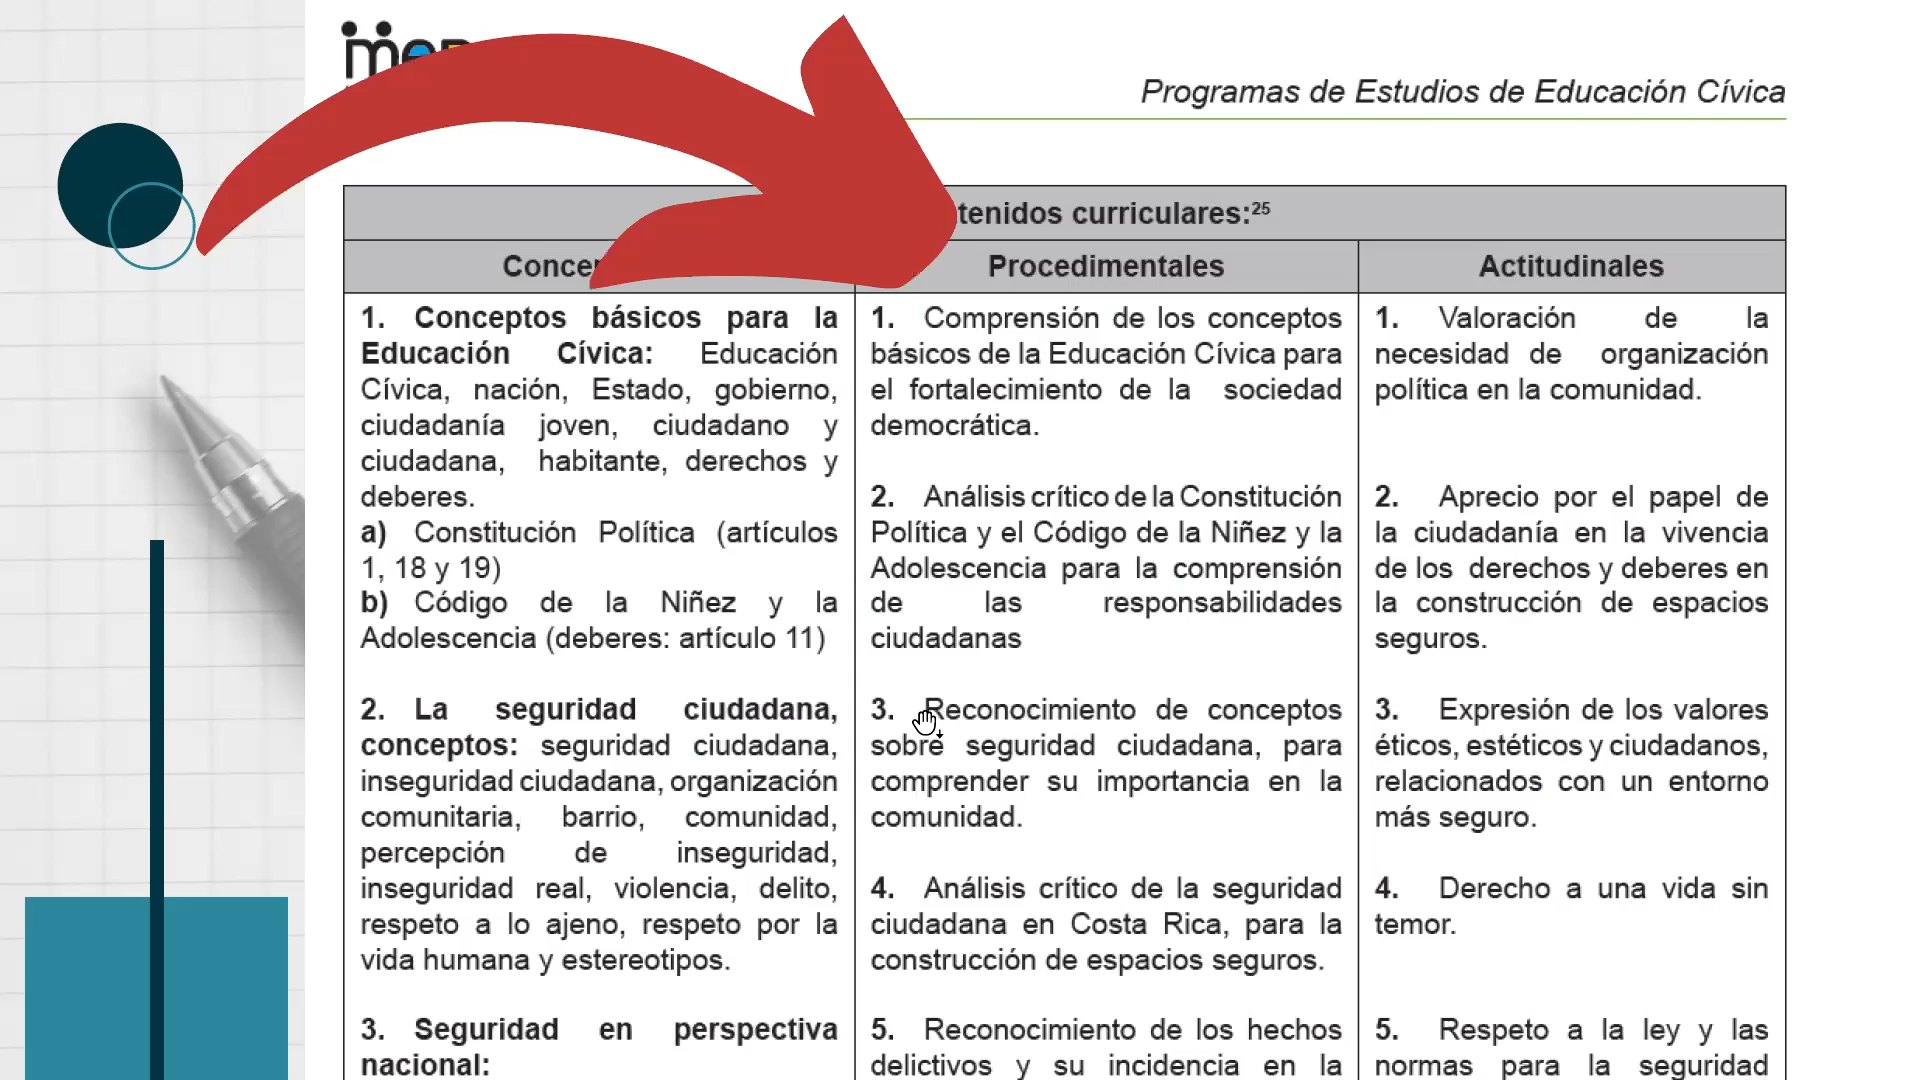 Programas de Estudios de Educación Cívica
tenidos curriculares:25
Procedimentales
Actitudinales
1. Conceptos básicos para la
Educación Cívica: Educación
Cívica, nación, Estado, gobierno,
ciudadanía joven, ciudadano y
ciudadana, habitante, derechos y
deberes.
a) Constitución Política (artículos
1, 18 y 19)
b) Código de la Niñez y la
Adolescencia (deberes: artículo 11)
2. La seguridad ciudadana,
conceptos: seguridad ciudadana,
inseguridad ciudadana, organización
comunitaria, barrio, comunidad,
percepción de inseguridad,
inseguridad real, violencia, delito,
respeto a lo ajeno, respeto por la
vida humana y estereotipos.
3. Seguridad en perspectiva
nacional:
1. Comprensión de los conceptos
básicos de la Educación Cívica para
el fortalecimiento de la sociedad
democrática.
2. Análisis crítico de la Constitución
Política y el Código de la Niñez y la
Adolescencia para la comprensión
de las responsabilidades
ciudadanas
3. Reconocimiento de conceptos
sobre seguridad ciudadana, para
comprender su importancia en la
comunidad.
4. Análisis crítico de la seguridad
ciudadana en Costa Rica, para la
construcción de espacios seguros.
5. Reconocimiento de los hechos
delictivos y su incidencia en la
1. Valoración de la
necesidad de organización
política en la comunidad.
2. Aprecio por el papel de
la ciudadanía en la vivencia
de los derechos y deberes en
la construcción de espacios
seguros.
3. Expresión de los valores
éticos, estéticos y ciudadanos,
relacionados con un entorno
más seguro.
4. Derecho a una vida sin
temor.
5. Respeto a la ley y las
normas para la seguridad